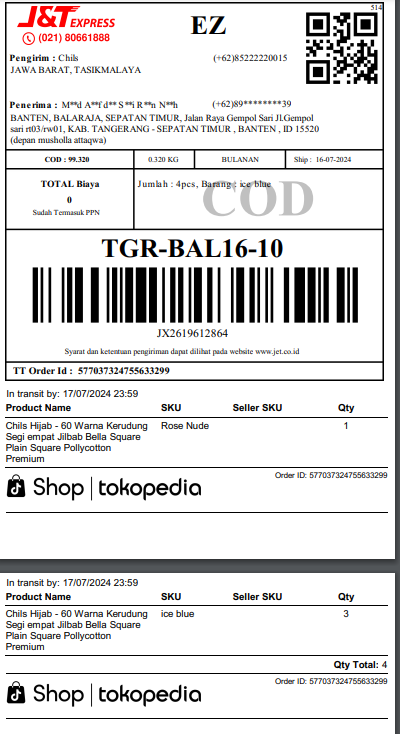 514
J&T EXPRESS
(021) 80661888
EZ
Pengirim : Chils (+62)85222220015
JAWA BARAT, TASIKMALAYA
Penerima : M**d A**f d** S**i R**n N**h (+62)89********39
BANTEN, BALARAJA, SEPATAN TIMUR, Jalan Raya Gempol Sari Jl.Gempol
sari rt03/rw01, KAB. TANGERANG - SEPATAN TIMUR , BANTEN , ID 15520
(depan musholla attaqwa)
COD : 99.320 0.320 KG BULANAN Ship : 16-07-2024
TOTAL Biaya
0
Sudah Termasuk PPN
Jumlah : 4pcs, Barang : ice blue
COD
TGR-BAL16-10
JX2619612864
Syarat dan ketentuan pengiriman dapat dilihat pada website www.jet.co.id
TT Order Id : 577037324755633299
In transit by: 17/07/2024 23:59
Product Name SKU Seller SKU Qty
Chils Hijab - 60 Warna Kerudung Rose Nude 1
Segi empat Jilbab Bella Square
Plain Square Pollycotton
Premium
Order ID: 577037324755633299
Shop | tokopedia
In transit by: 17/07/2024 23:59
Product Name SKU Seller SKU Qty
Chils Hijab - 60 Warna Kerudung ice blue 3
Segi empat Jilbab Bella Square
Plain Square Pollycotton
Premium
Qty Total: 4
Order ID: 577037324755633299
Shop | tokopedia